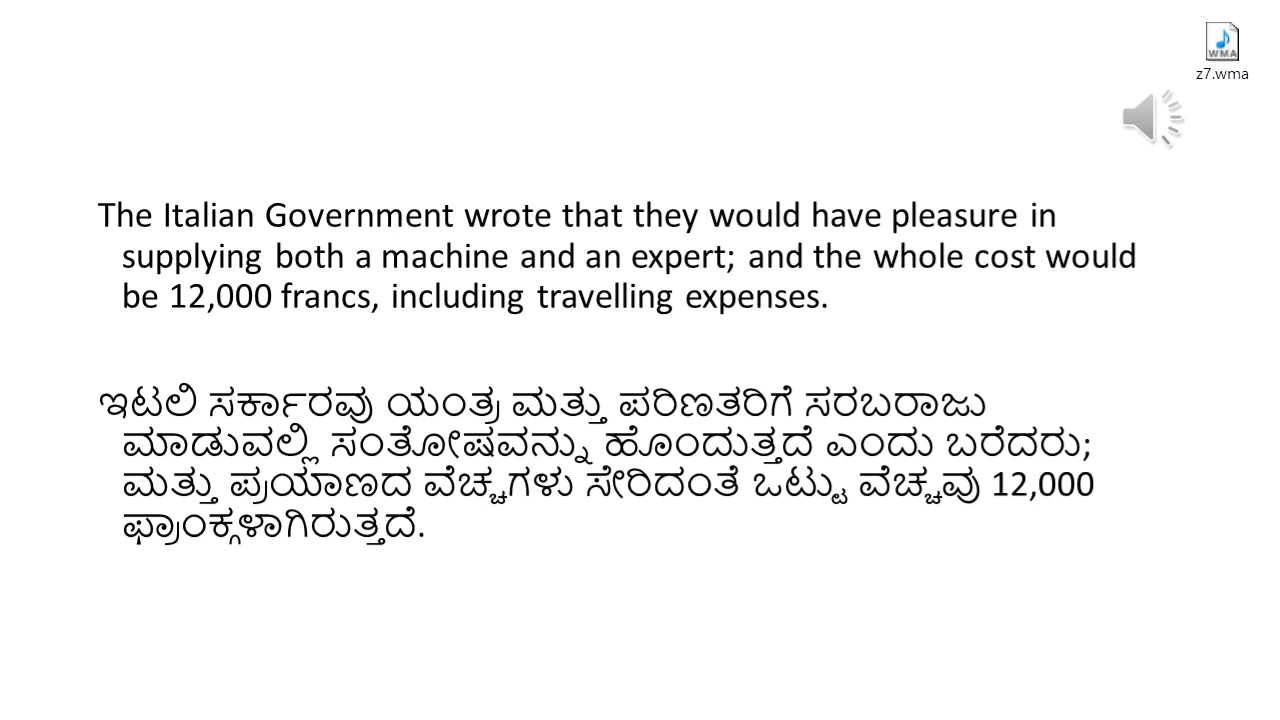 WMA
z7.wma
The Italian Government wrote that they would have pleasure in
supplying both a machine and an expert; and the whole cost would
be 12,000 francs, including travelling expenses.
ಇಟಲಿ ಸರ್ಕಾರವು ಯಂತ್ರ ಮತ್ತು ಪರಿಣತರಿಗೆ ಸರಬರಾಜು
ಮಾಡುವಲ್ಲಿ ಸಂತೋಷವನ್ನು ಹೊಂದುತ್ತದೆ ಎಂದು ಬರೆದರು;
ಮತ್ತು ಪ್ರಯಾಣದ ವೆಚ್ಚಗಳು ಸೇರಿದಂತೆ ಒಟ್ಟು ವೆಚ್ಚವು 12,000
ಫ್ರಾಂಕ್ಗಳಾಗಿರುತ್ತದೆ.